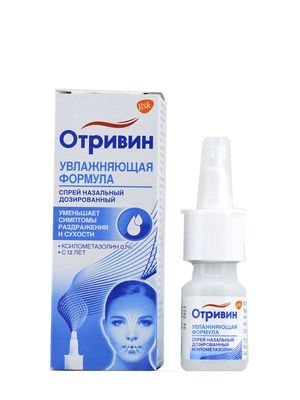 gsk
Отривин
УВЛАЖНЯЮЩАЯ
ФОРМУЛА
СПРЕЙ НАЗАЛЬНЫЙ
ДОЗИРОВАННЫЙ
УМЕНЬШАЕТ
СИМПТОМЫ
РАЗДРАЖЕНИЯ
И СУХОСТИ
• КСИЛОМЕТАЗОЛИН 0,1%
• С 12 ЛЕТ
Отривин
УВЛАЖНЯЮЩАЯ
ФОРМУЛА
СПРЕЙ НАЗАЛЬНЫЙ
ДОЗИРОВАННЫЙ
КСИЛОМЕТАЗОЛИН